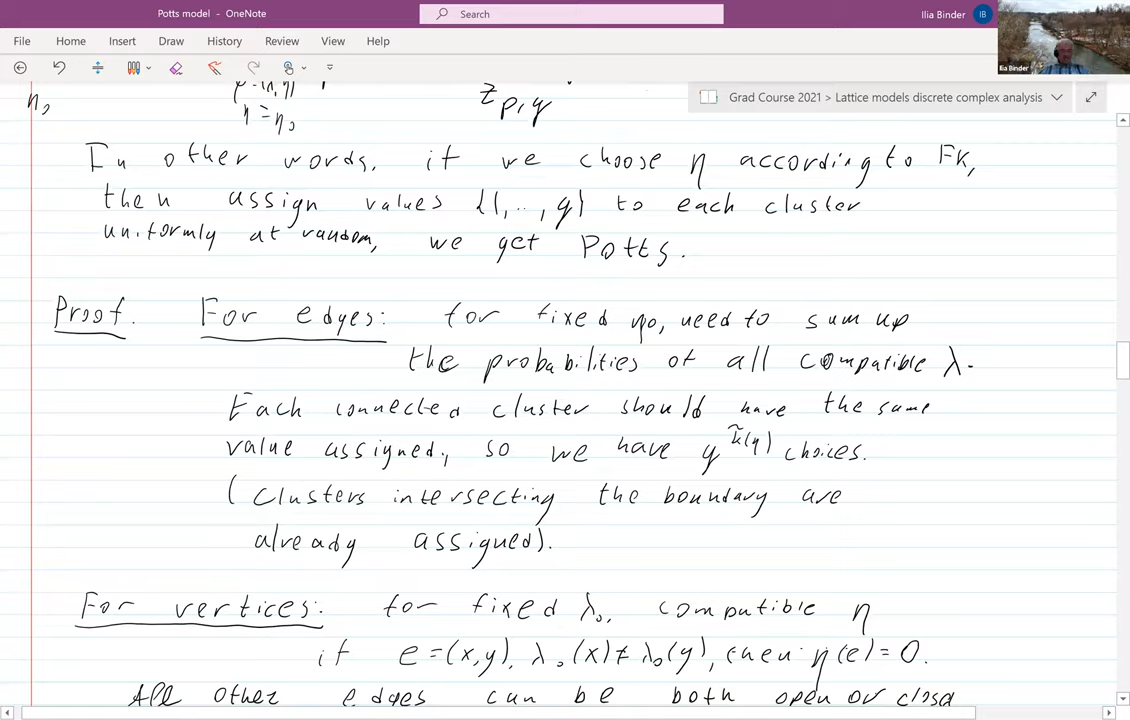 Potts model - OneNote
Search
Ilia Binder
IB
File Home Insert Draw History Review View Help
Ilia Binder
Grad Course 2021 > Lattice models discrete complex analysis
η = η₀
Z p,q
In other words, if we choose η according to FK,
then assign values {1,..,q} to each cluster
uniformly at random, we get Potts.
Proof. For edges: for fixed η₀, need to sum up
the probabilities of all compatible λ.
Each connected cluster should have the same
value assigned, so we have q^k̃(η) choices.
(Clusters intersecting the boundary are
already assigned).
For vertices: for fixed λ₀, compatible η
if e=(x,y), λ₀(x)≠λ₀(y), then η(e)=0.
All other edges can be both open or closed